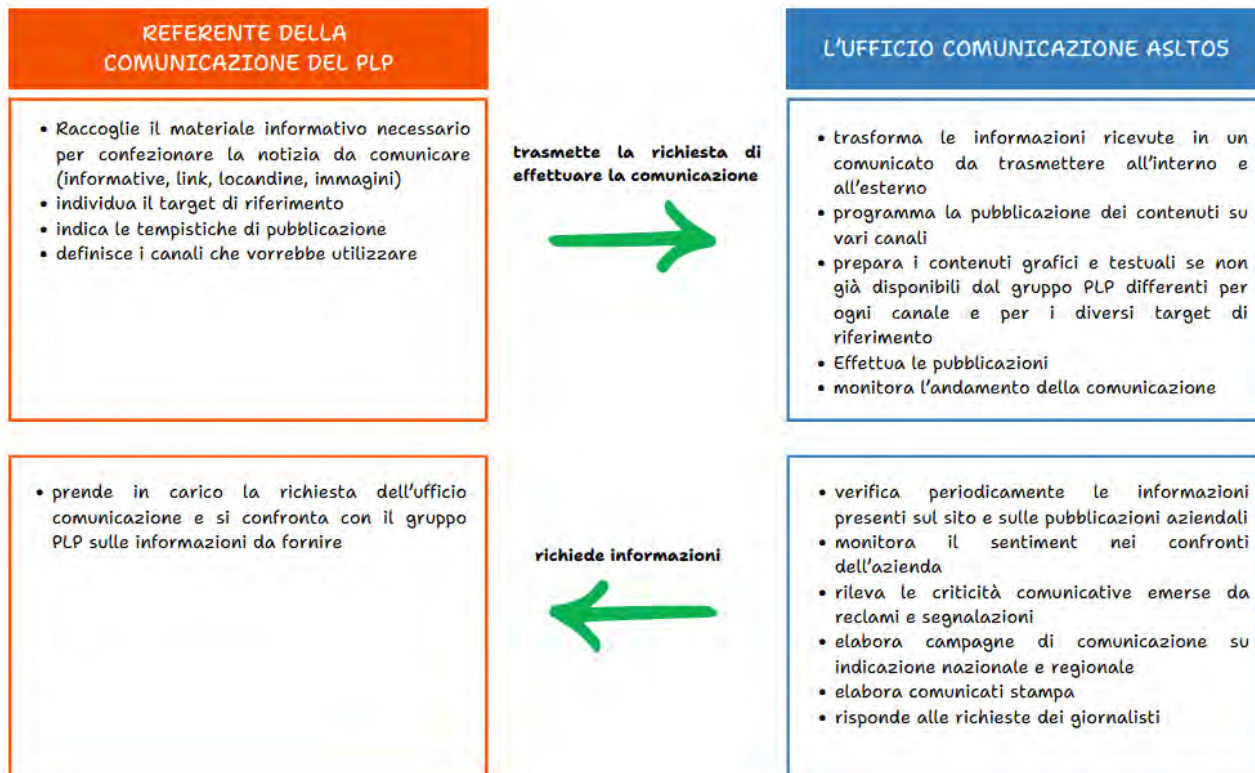 REFERENTE DELLA
COMUNICAZIONE DEL PLP
L'UFFICIO COMUNICAZIONE ASLTO5
• Raccoglie il materiale informativo necessario
per confezionare la notizia da comunicare
(informative, link, locandine, immagini)
• individua il target di riferimento
• indica le tempistiche di pubblicazione
• definisce i canali che vorrebbe utilizzare
trasmette la richiesta di
effettuare la comunicazione
• trasforma le informazioni ricevute in un
comunicato da trasmettere all'interno e
all'esterno
• programma la pubblicazione dei contenuti su
vari canali
• prepara i contenuti grafici e testuali se non
già disponibili dal gruppo PLP differenti per
ogni canale e per i diversi target di
riferimento
• Effettua le pubblicazioni
• monitora l'andamento della comunicazione
• prende in carico la richiesta dell'ufficio
comunicazione e si confronta con il gruppo
PLP sulle informazioni da fornire
richiede informazioni
• verifica periodicamente le informazioni
presenti sul sito e sulle pubblicazioni aziendali
• monitora il sentiment nei confronti
dell'azienda
• rileva le criticità comunicative emerse da
reclami e segnalazioni
• elabora campagne di comunicazione su
indicazione nazionale e regionale
• elabora comunicati stampa
• risponde alle richieste dei giornalisti